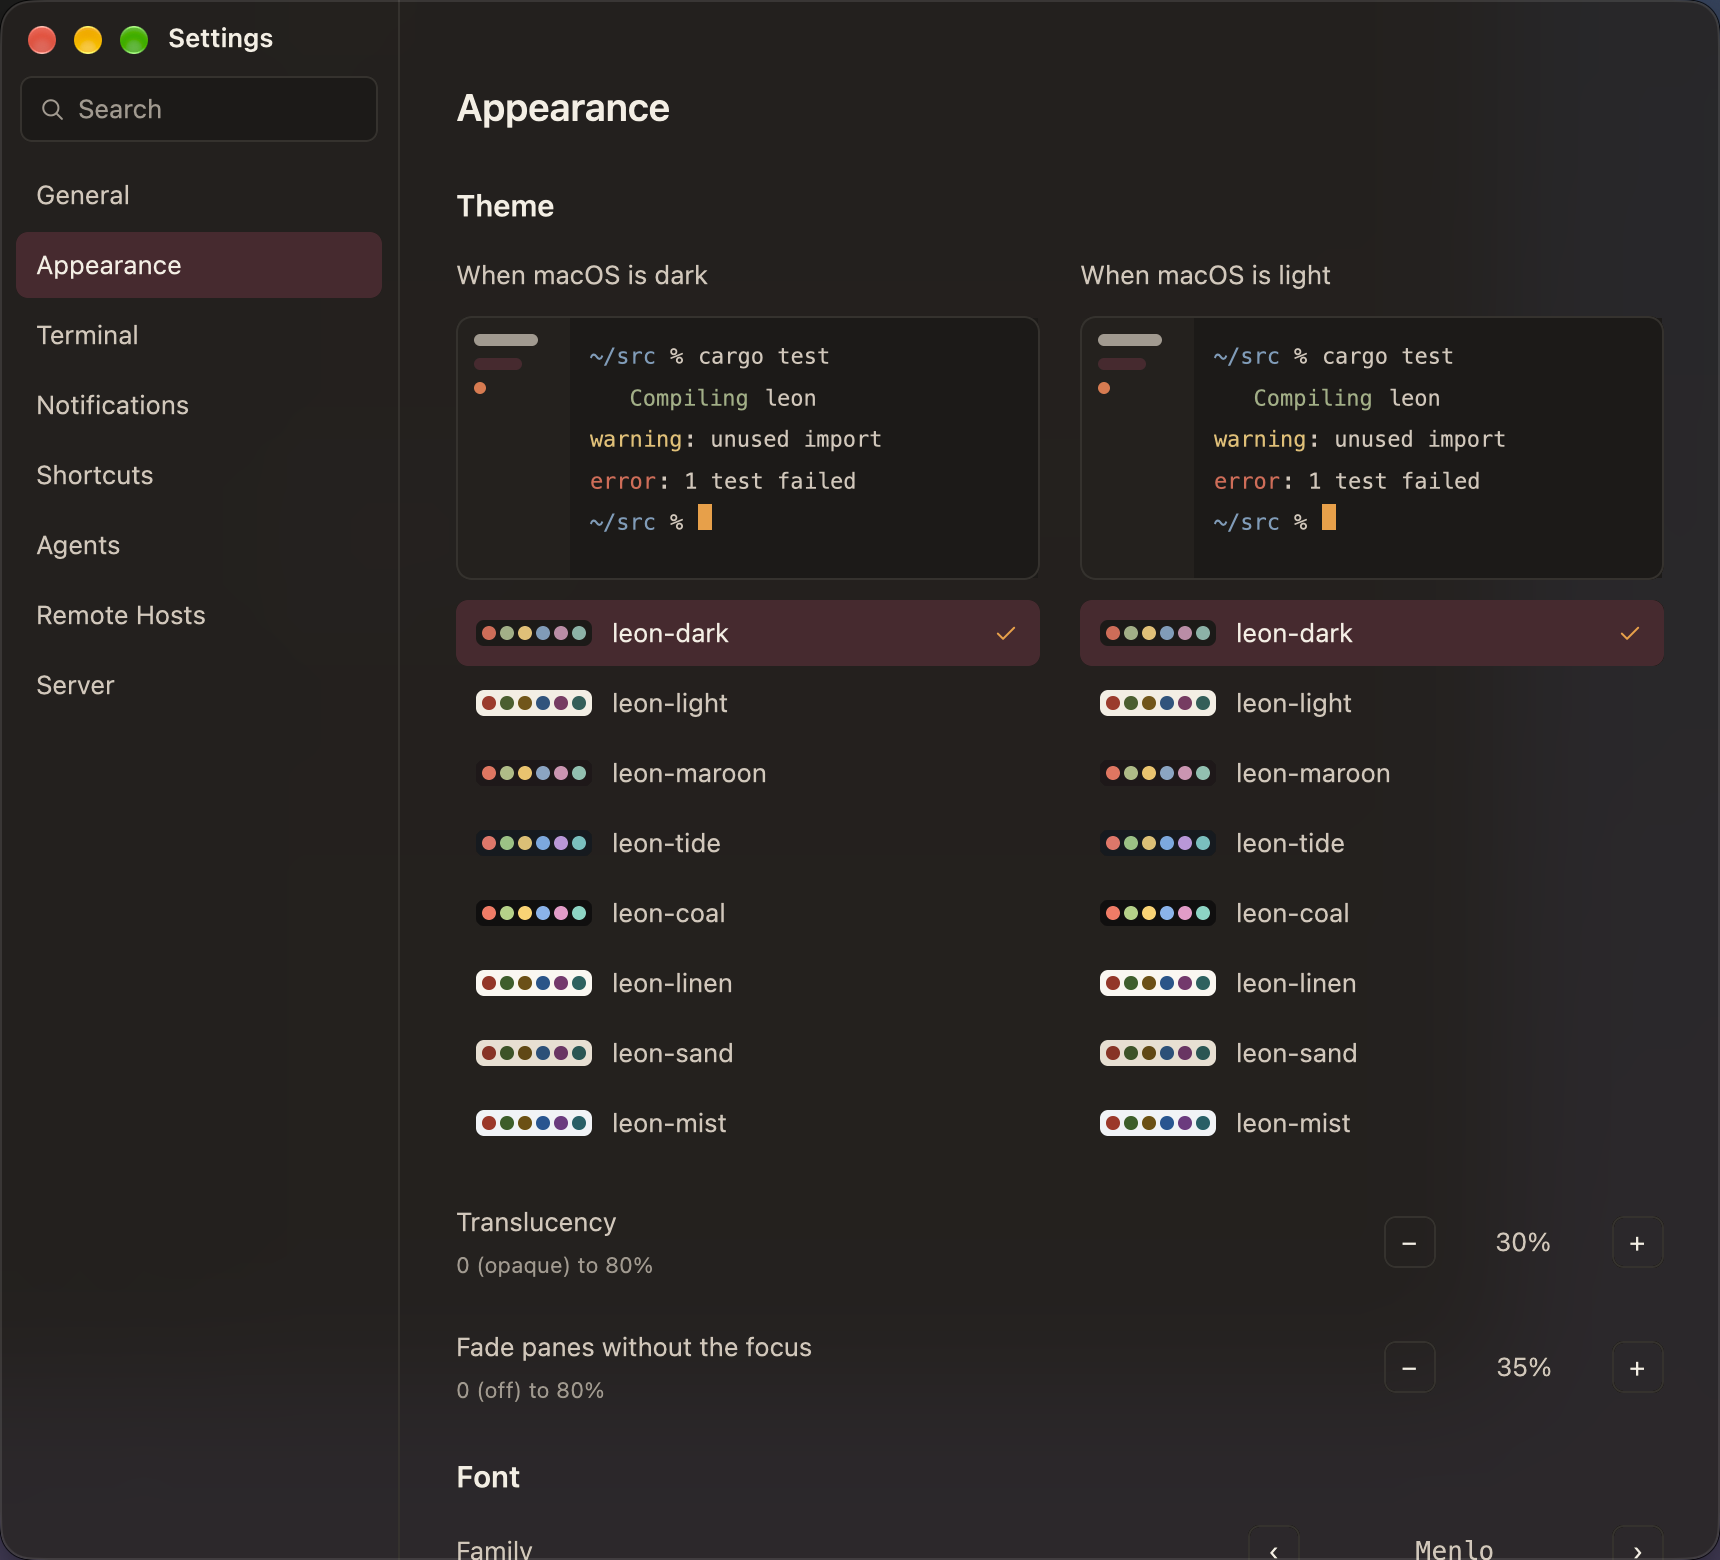 Settings
Search
General
Appearance
Terminal
Notifications
Shortcuts
Agents
Remote Hosts
Server
Appearance
Theme
When macOS is dark
~/src % cargo test
Compiling leon
warning: unused import
error: 1 test failed
~/src %
leon-dark
leon-light
leon-maroon
leon-tide
leon-coal
leon-linen
leon-sand
leon-mist
When macOS is light
~/src % cargo test
Compiling leon
warning: unused import
error: 1 test failed
~/src %
leon-dark
leon-light
leon-maroon
leon-tide
leon-coal
leon-linen
leon-sand
leon-mist
Translucency
0 (opaque) to 80%
− 30% +
Fade panes without the focus
0 (off) to 80%
− 35% +
Font
Family
‹ Menlo ›